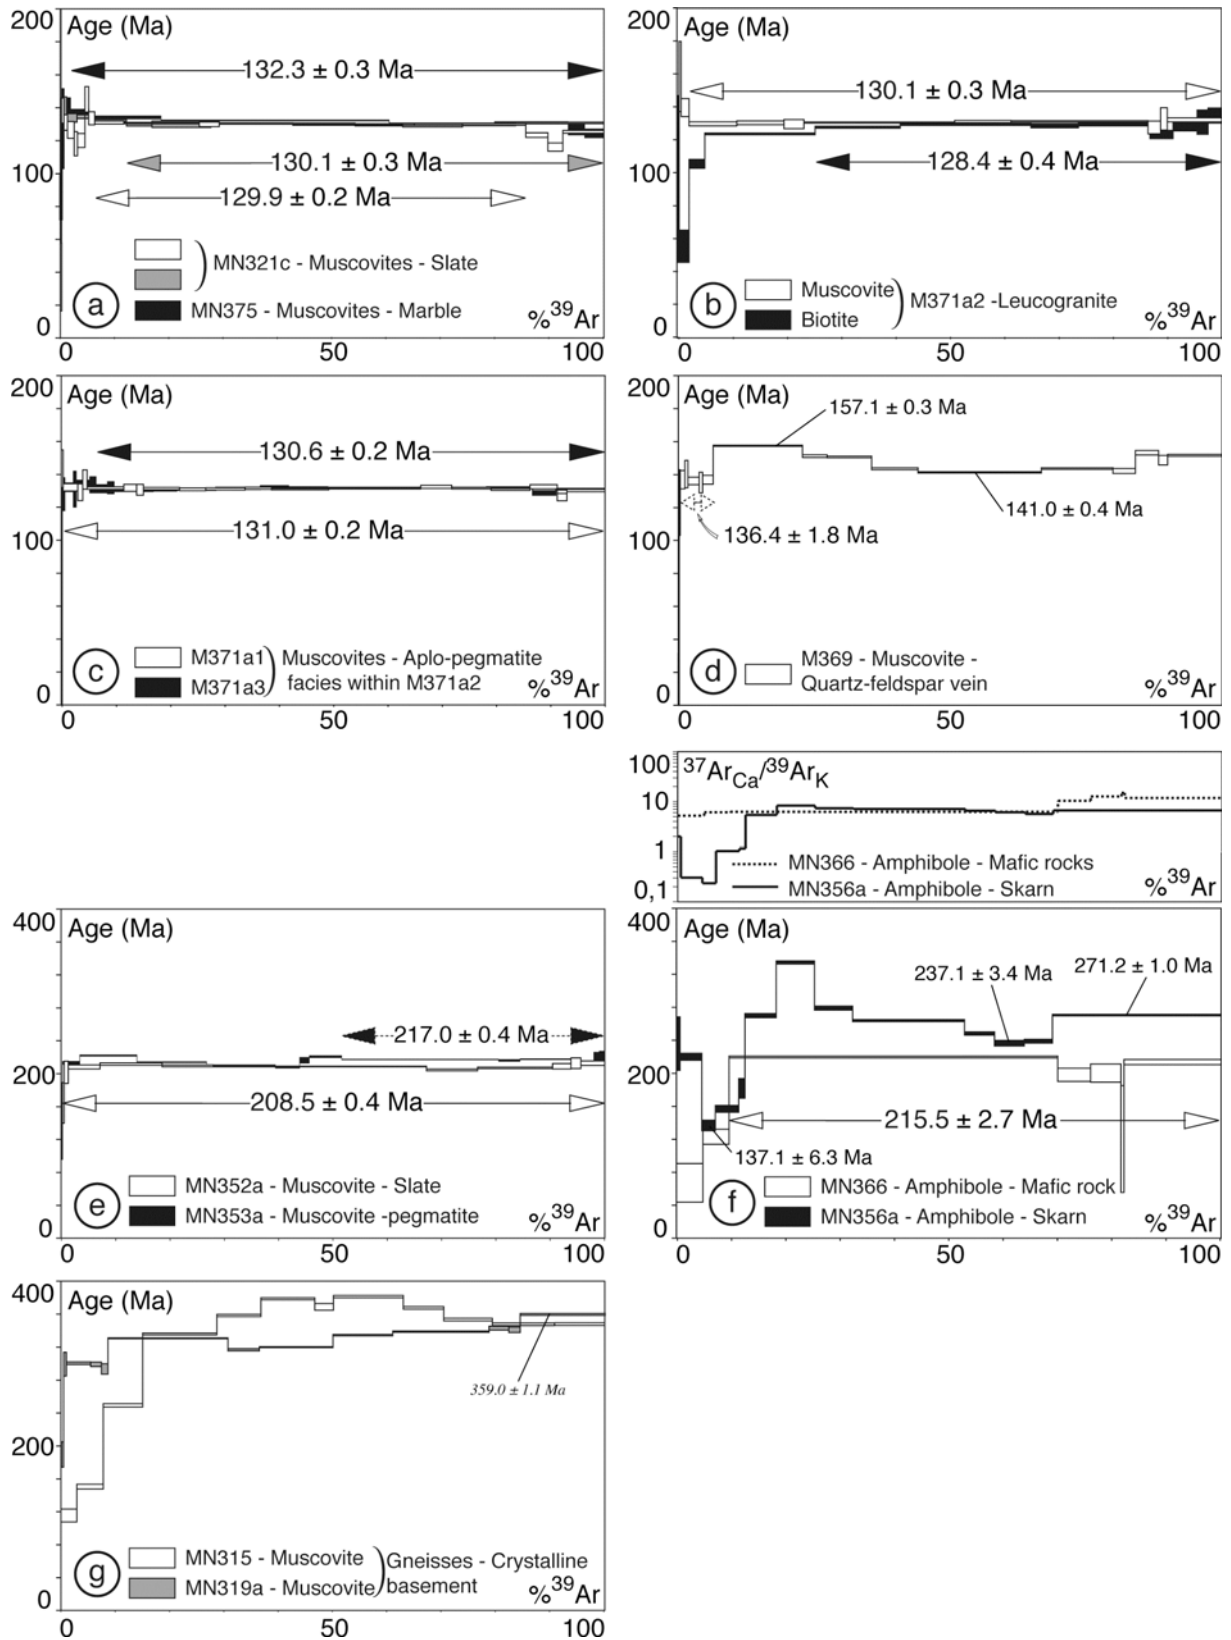 200
Age (Ma)
132.3 ± 0.3 Ma
100
130.1 ± 0.3 Ma
129.9 ± 0.2 Ma
MN321c - Muscovites - Slate
a
MN375 - Muscovites - Marble
%39Ar
0
0
50
100
200
Age (Ma)
130.1 ± 0.3 Ma
100
128.4 ± 0.4 Ma
Muscovite
M371a2 -Leucogranite
b
Biotite
%39Ar
0
0
50
100
200
Age (Ma)
130.6 ± 0.2 Ma
100
131.0 ± 0.2 Ma
c
M371a1
Muscovites - Aplo-pegmatite
M371a3
facies within M371a2
%39Ar
0
0
50
100
200
Age (Ma)
157.1 ± 0.3 Ma
100
141.0 ± 0.4 Ma
136.4 ± 1.8 Ma
d
M369 - Muscovite -
Quartz-feldspar vein
%39Ar
0
0
50
100
100
37ArCa/39ArK
10
1
MN366 - Amphibole - Mafic rocks
MN356a - Amphibole - Skarn
0,1
%39Ar
400
Age (Ma)
217.0 ± 0.4 Ma
200
208.5 ± 0.4 Ma
e
MN352a - Muscovite - Slate
MN353a - Muscovite -pegmatite
%39Ar
0
0
50
100
400
Age (Ma)
237.1 ± 3.4 Ma
271.2 ± 1.0 Ma
200
215.5 ± 2.7 Ma
137.1 ± 6.3 Ma
f
MN366 - Amphibole - Mafic rock
MN356a - Amphibole - Skarn
%39Ar
0
0
50
100
400
Age (Ma)
359.0 ± 1.1 Ma
200
g
MN315 - Muscovite
Gneisses - Crystalline
MN319a - Muscovite
basement
%39Ar
0
0
50
100